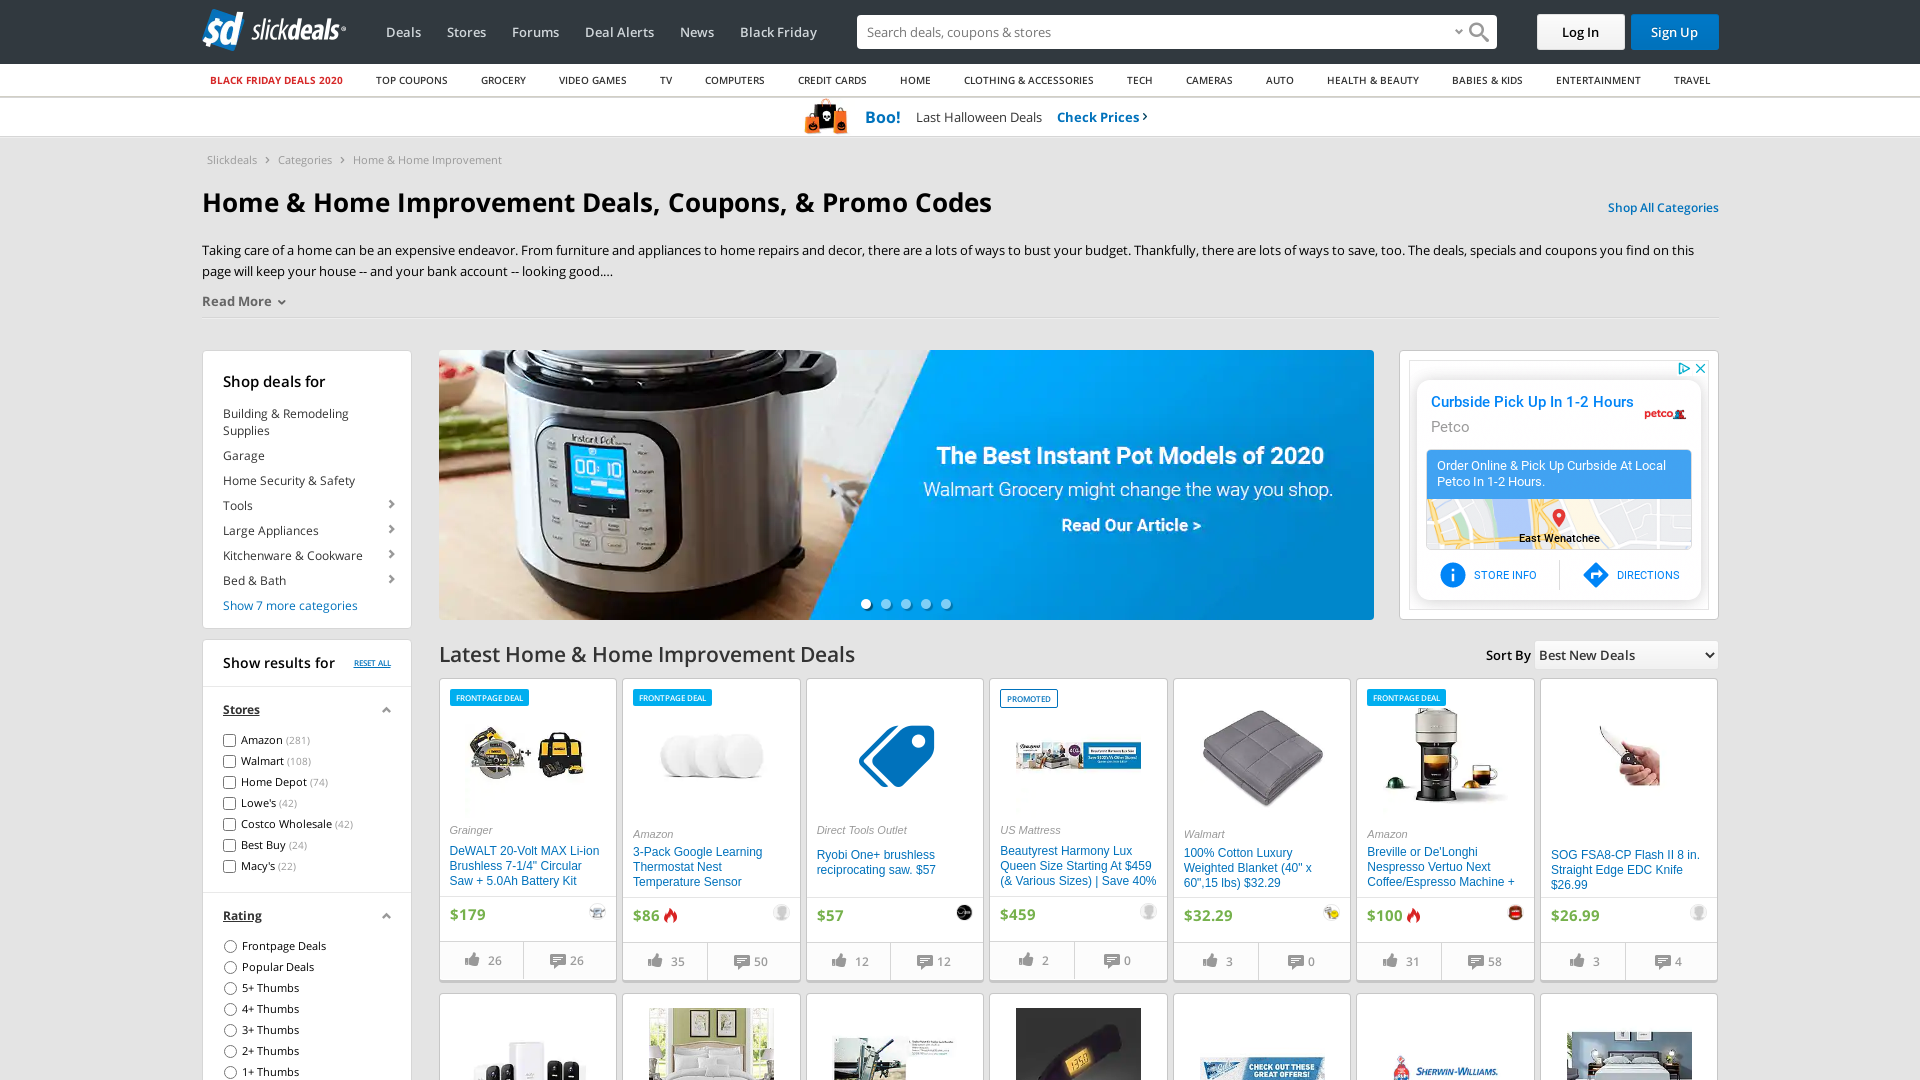 slickdeals
Deals
Stores
Forums
Deal Alerts
News
Black Friday
Search deals, coupons & stores
Log In
Sign Up
BLACK FRIDAY DEALS 2020
TOP COUPONS
GROCERY
VIDEO GAMES
TV
COMPUTERS
CREDIT CARDS
HOME
CLOTHING & ACCESSORIES
TECH
CAMERAS
AUTO
HEALTH & BEAUTY
BABIES & KIDS
ENTERTAINMENT
TRAVEL
Boo! Last Halloween Deals Check Prices
Slickdeals > Categories > Home & Home Improvement
Home & Home Improvement Deals, Coupons, & Promo Codes
Shop All Categories
Taking care of a home can be an expensive endeavor. From furniture and appliances to home repairs and decor, there are a lots of ways to bust your budget. Thankfully, there are lots of ways to save, too. The deals, specials and coupons you find on this
page will keep your house -- and your bank account -- looking good....
Read More
Shop deals for
Building & Remodeling
Supplies
Garage
Home Security & Safety
Tools
Large Appliances
Kitchenware & Cookware
Bed & Bath
Show 7 more categories
Instant Pot
00:10
The Best Instant Pot Models of 2020
Walmart Grocery might change the way you shop.
Read Our Article >
Curbside Pick Up In 1-2 Hours
Petco
petco
Order Online & Pick Up Curbside At Local
Petco In 1-2 Hours.
East Wenatchee
STORE INFO
DIRECTIONS
Show results for
RESET ALL
Stores
Amazon (281)
Walmart (108)
Home Depot (74)
Lowe's (42)
Costco Wholesale (42)
Best Buy (24)
Macy's (22)
Rating
Frontpage Deals
Popular Deals
5+ Thumbs
4+ Thumbs
3+ Thumbs
2+ Thumbs
1+ Thumbs
Latest Home & Home Improvement Deals
Sort By Best New Deals
FRONTPAGE DEAL
Grainger
DeWALT 20-Volt MAX Li-ion
Brushless 7-1/4" Circular
Saw + 5.0Ah Battery Kit
$179
26
26
FRONTPAGE DEAL
Amazon
3-Pack Google Learning
Thermostat Nest
Temperature Sensor
$86
35
50
Direct Tools Outlet
Ryobi One+ brushless
reciprocating saw. $57
$57
12
12
PROMOTED
US Mattress
Beautyrest Harmony Lux
Queen Size Starting At $459
(& Various Sizes) | Save 40%
$459
2
0
Walmart
100% Cotton Luxury
Weighted Blanket (40" x
60",15 lbs) $32.29
$32.29
3
0
FRONTPAGE DEAL
Amazon
Breville or De'Longhi
Nespresso Vertuo Next
Coffee/Espresso Machine +
$100
31
58
SOG FSA8-CP Flash II 8 in.
Straight Edge EDC Knife
$26.99
$26.99
3
4
CHECK OUT THESE
GREAT OFFERS!
SHERWIN-WILLIAMS.